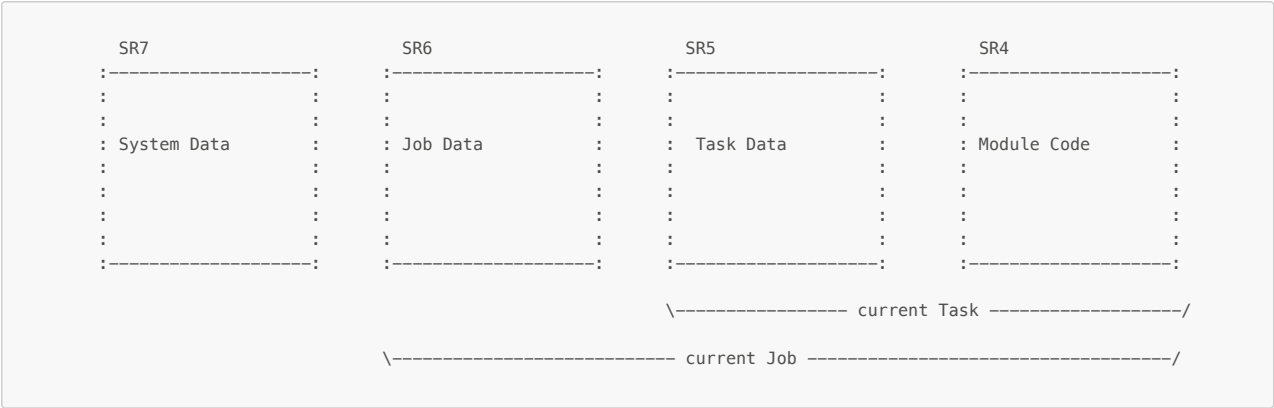 SR7 SR6 SR5 SR4
:--------------------: :--------------------: :--------------------: :--------------------:
: : : : : : : :
: : : : : : : :
: System Data : : Job Data : : Task Data : : Module Code :
: : : : : : : :
: : : : : : : :
: : : : : : : :
: : : : : : : :
:--------------------: :--------------------: :--------------------: :--------------------:
\----------------- current Task -------------------/
\---------------------------- current Job ------------------------------------/